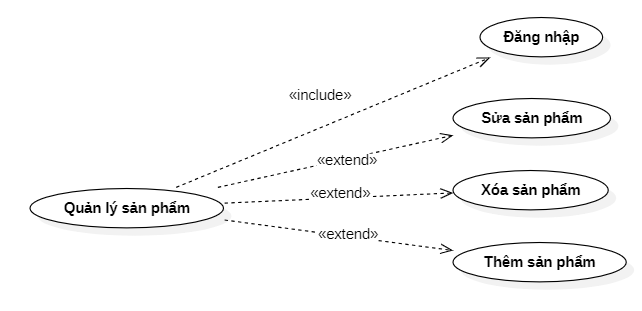 Đăng nhập
«include»
Sửa sản phẩm
«extend»
Xóa sản phẩm
«extend»
Quản lý sản phẩm
«extend»
Thêm sản phẩm